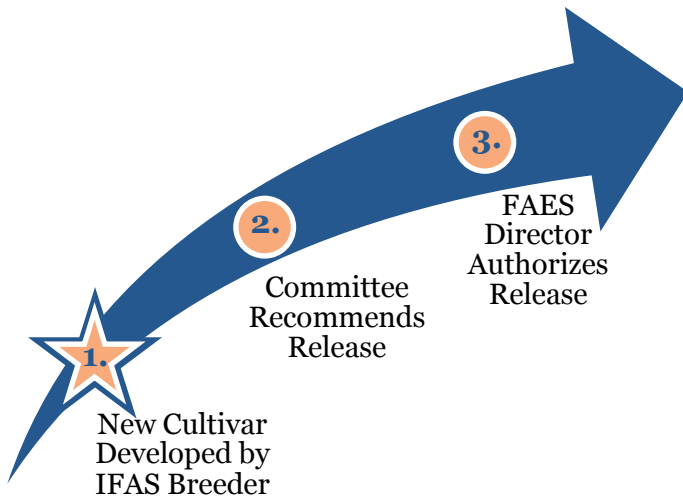 1.
New Cultivar
Developed by
IFAS Breeder
2.
Committee
Recommends
Release
3.
FAES
Director
Authorizes
Release